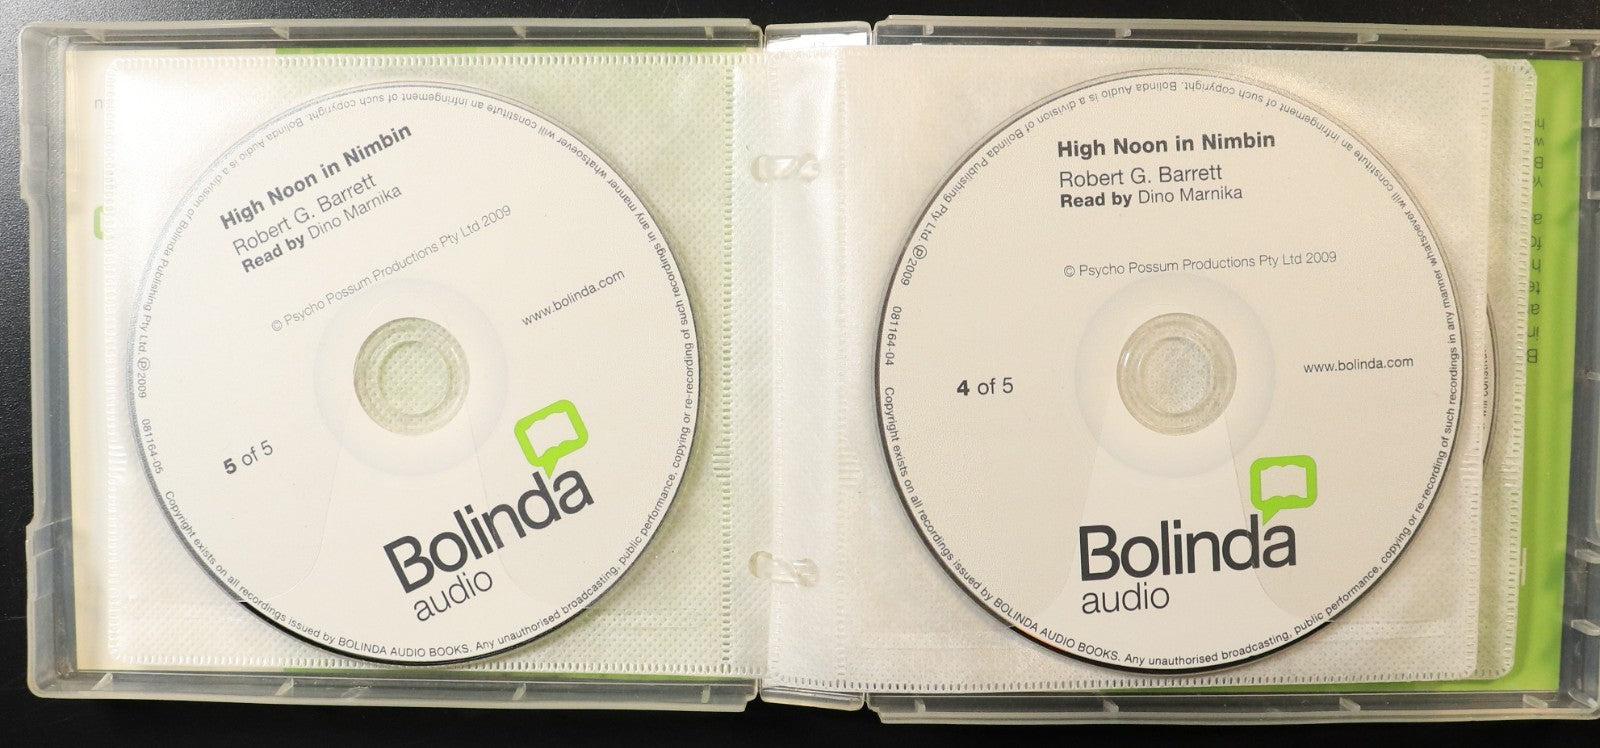 High Noon in Nimbin
Robert G. Barrett
Read by Dino Marnika
© Psycho Possum Productions Pty Ltd 2009
www.bolinda.com
5 of 5
Bolinda
audio
Copyright exists on all recordings issued by BOLINDA AUDIO BOOKS. Any unauthorised broadcasting, public performance, copying or re-recording of such recordings in any manner whatsoever will constitute an infringement of such copyright. Bolinda Audio is a division of Bolinda Publishing Pty Ltd ℗2009 081164-05
High Noon in Nimbin
Robert G. Barrett
Read by Dino Marnika
© Psycho Possum Productions Pty Ltd 2009
www.bolinda.com
4 of 5
Bolinda
audio
Copyright exists on all recordings issued by BOLINDA AUDIO BOOKS. Any unauthorised broadcasting, public performance, copying or re-recording of such recordings in any manner whatsoever will constitute an infringement of such copyright. Bolinda Audio is a division of Bolinda Publishing Pty Ltd ℗2009 081164-04